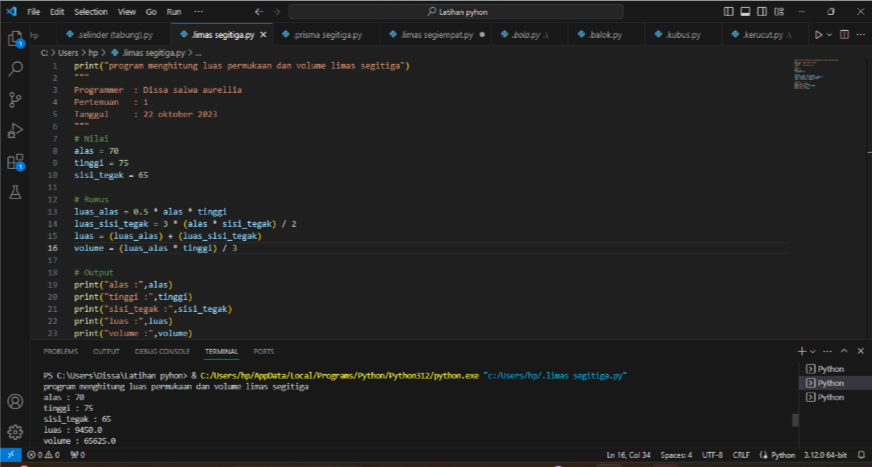 File Edit Selection View Go Run ... Latihan pyhon
hp .selinder (tabung).py .limas segitiga.py .prisma segitiga.py .limas segiempat.py .bola.py .balok.py .kubus.py .kerucut.py
C: > Users > hp > .limas segitiga.py > ...
1 print("program menghitung luas permukaan dan volume limas segitiga")
2 """
3 Programmer : Dissa salwa aurellia
4 Pertemuan : 1
5 Tanggal : 22 oktober 2023
6 """
7 # Nilai
8 alas = 70
9 tinggi = 75
10 sisi_tegak = 65
11
12 # Rumus
13 luas_alas = 0.5 * alas * tinggi
14 luas_sisi_tegak = 3 * (alas * sisi_tegak) / 2
15 luas = (luas_alas) + (luas_sisi_tegak)
16 volume = (luas_alas * tinggi) / 3
17
18 # Output
19 print("alas :",alas)
20 print("tinggi :",tinggi)
21 print("sisi_tegak :",sisi_tegak)
22 print("luas :",luas)
23 print("volume :",volume)
PROBLEMS OUTPUT DEBUG CONSOLE TERMINAL PORTS
PS C:\Users\Dissa\Latihan pyhon> & C:/Users/hp/AppData/Local/Programs/Python/Python312/python.exe "c:/Users/hp/.limas segitiga.py"
program menghitung luas permukaan dan volume limas segitiga
alas : 70
tinggi : 75
sisi_tegak : 65
luas : 9450.0
volume : 65625.0
Python
Python
Python
0 0 0 Ln 16, Col 34 Spaces: 4 UTF-8 CRLF Python 3.12.0 64-bit